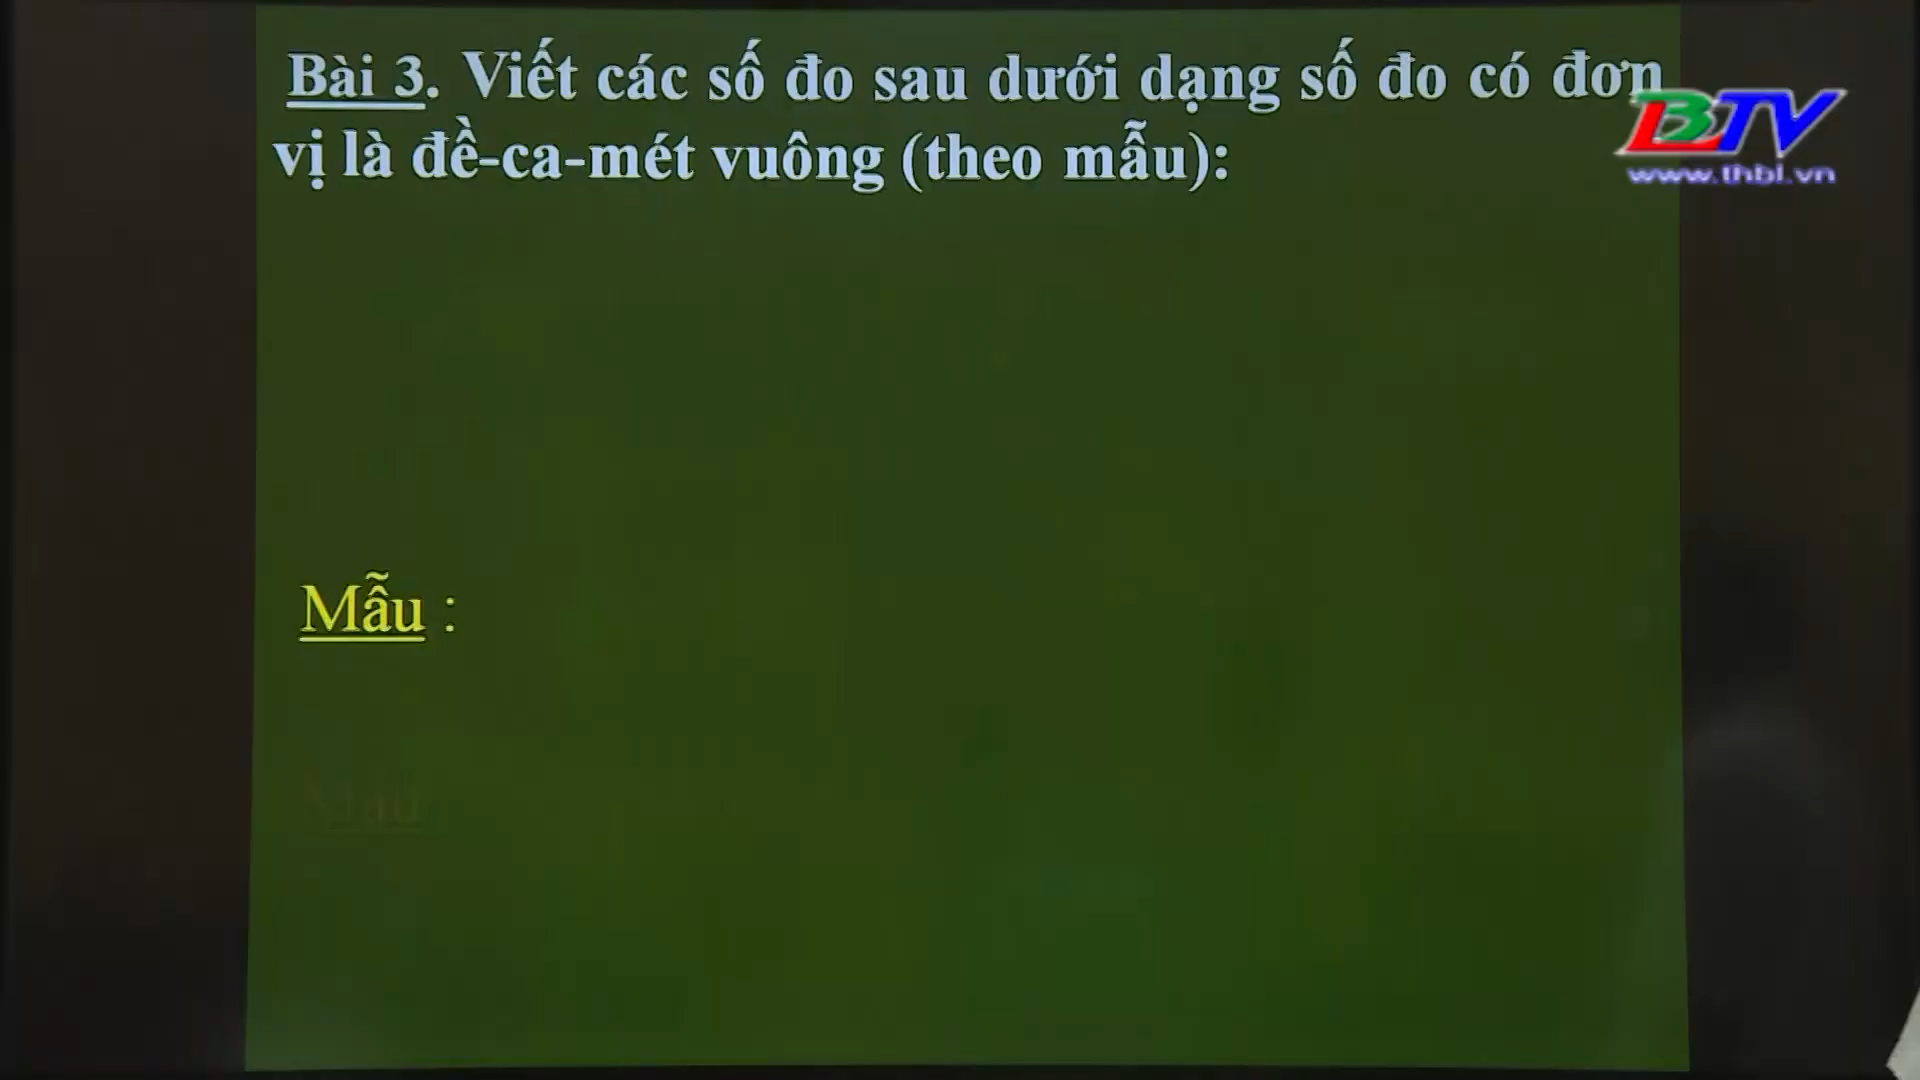 Bài 3. Viết các số đo sau dưới dạng số đo có đơn
vị là đề-ca-mét vuông (theo mẫu):
BTV
www.thbl.vn
Mẫu :